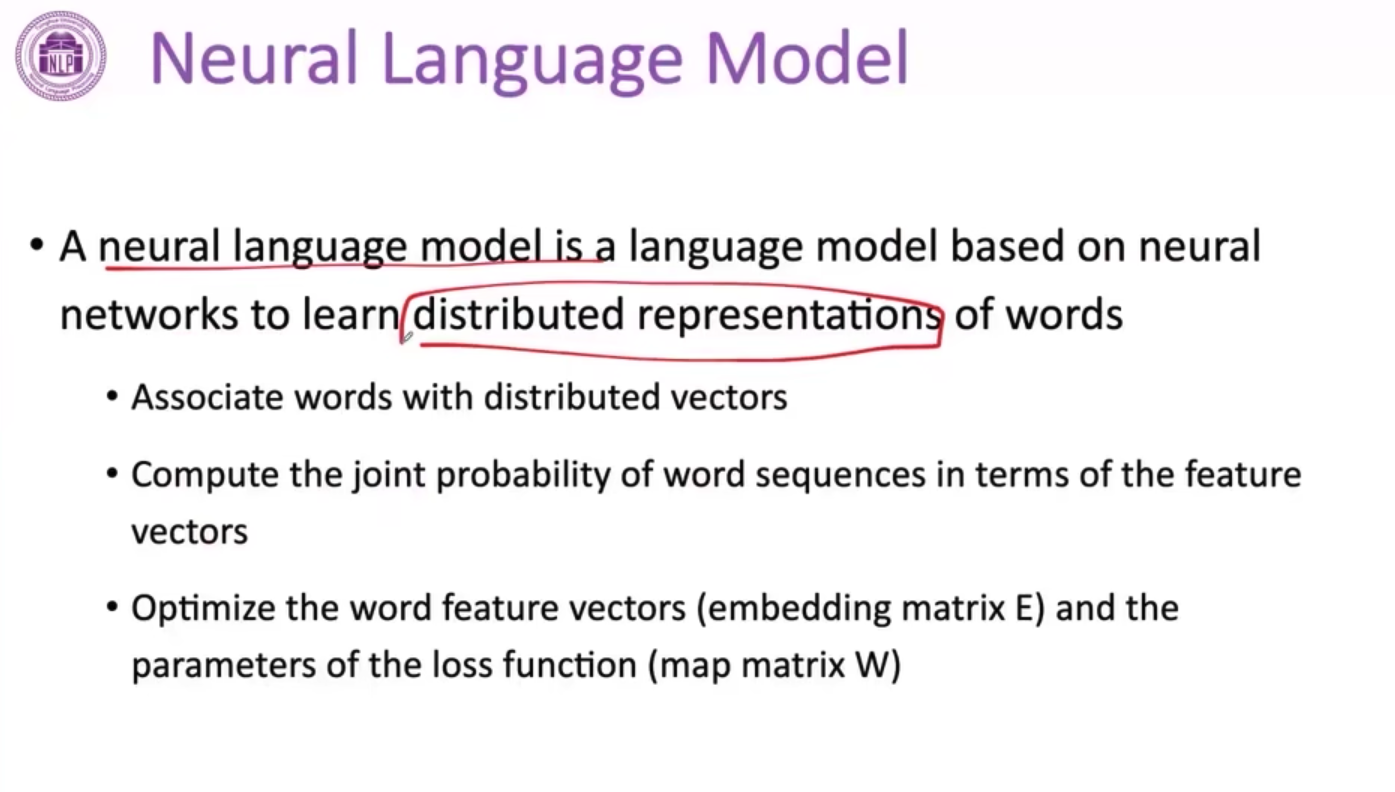 NLP
Neural Language Model
• A neural language model is a language model based on neural
networks to learn distributed representations of words
• Associate words with distributed vectors
• Compute the joint probability of word sequences in terms of the feature
vectors
• Optimize the word feature vectors (embedding matrix E) and the
parameters of the loss function (map matrix W)